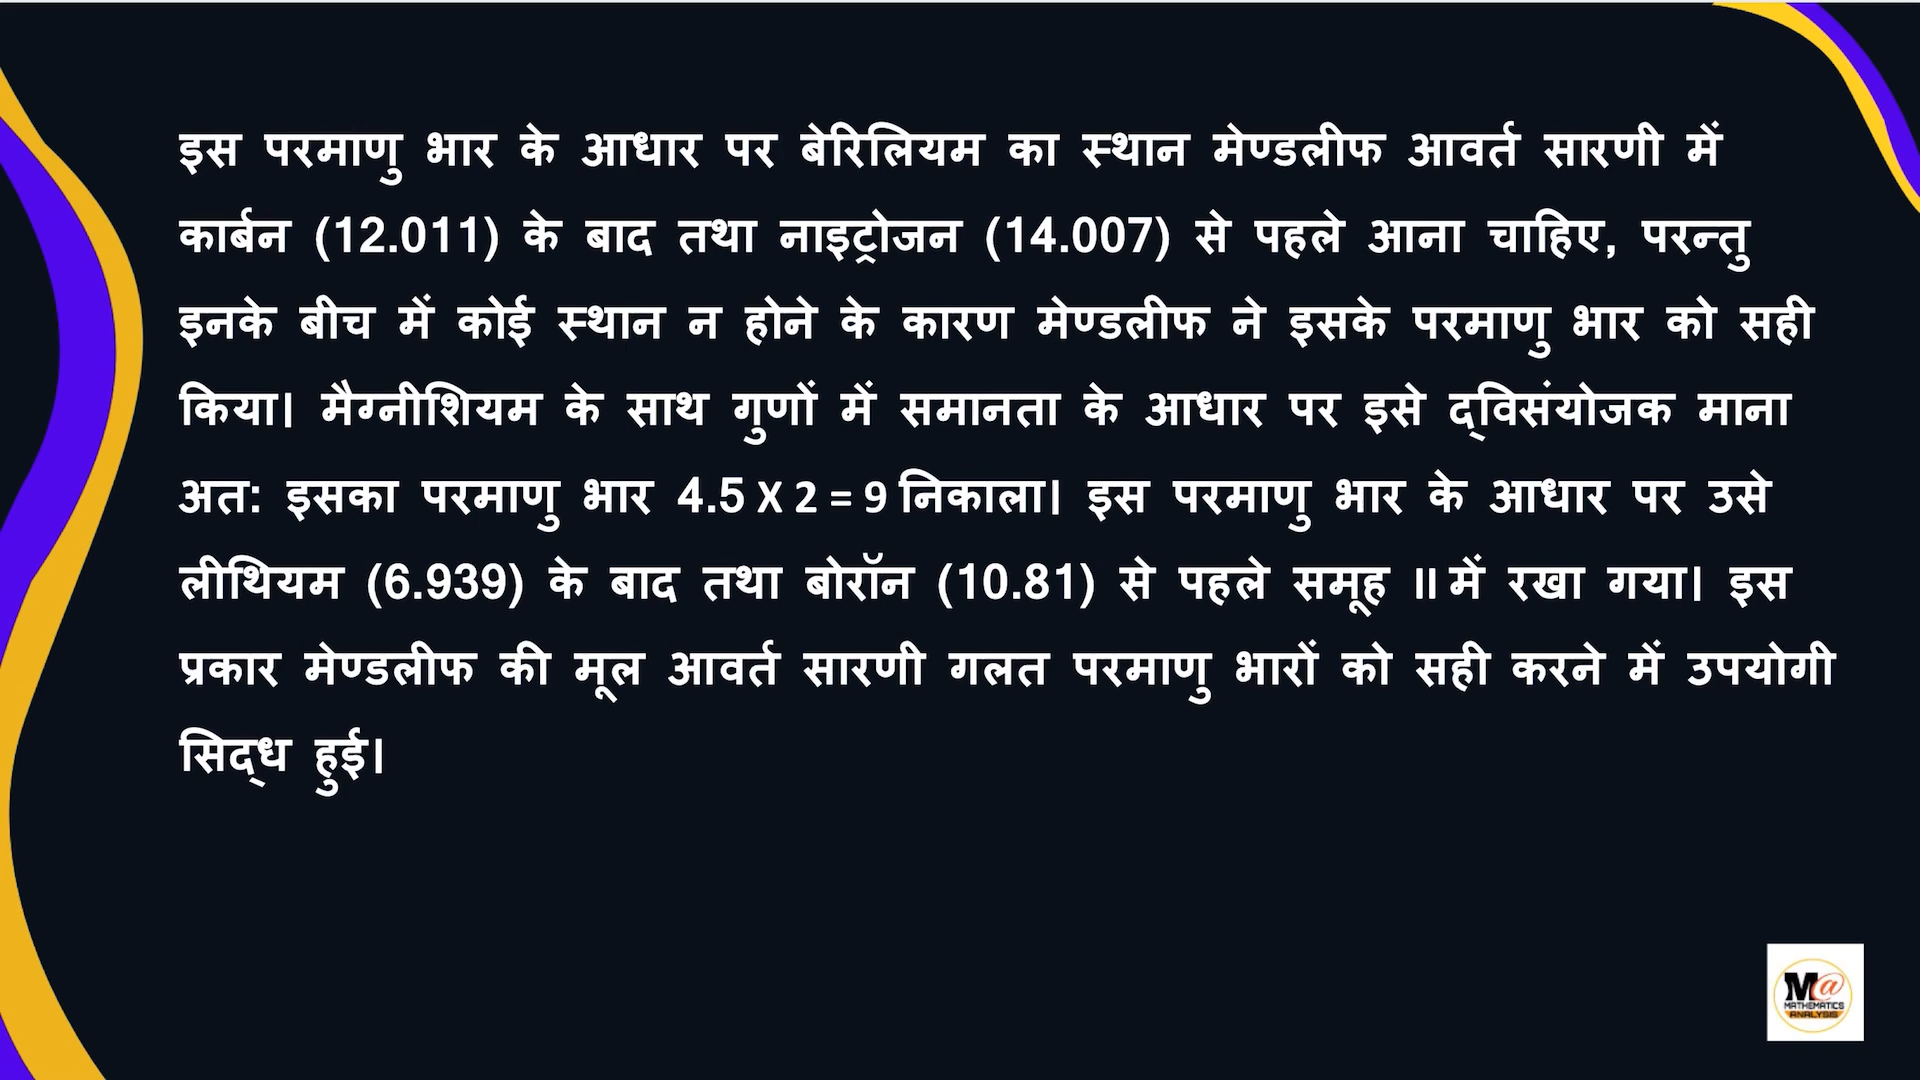 इस परमाणु भार के आधार पर बेरिलियम का स्थान मेण्डलीफ आवर्त सारणी में
कार्बन (12.011) के बाद तथा नाइट्रोजन (14.007) से पहले आना चाहिए, परन्तु
इनके बीच में कोई स्थान न होने के कारण मेण्डलीफ ने इसके परमाणु भार को सही
किया। मैग्नीशियम के साथ गुणों में समानता के आधार पर इसे द्विसंयोजक माना
अत: इसका परमाणु भार 4.5 X 2 = 9 निकाला। इस परमाणु भार के आधार पर उसे
लीथियम (6.939) के बाद तथा बोरॉन (10.81) से पहले समूह II में रखा गया। इस
प्रकार मेण्डलीफ की मूल आवर्त सारणी गलत परमाणु भारों को सही करने में उपयोगी
सिद्ध हुई।
M@
MATHEMATICS
ANALYSIS